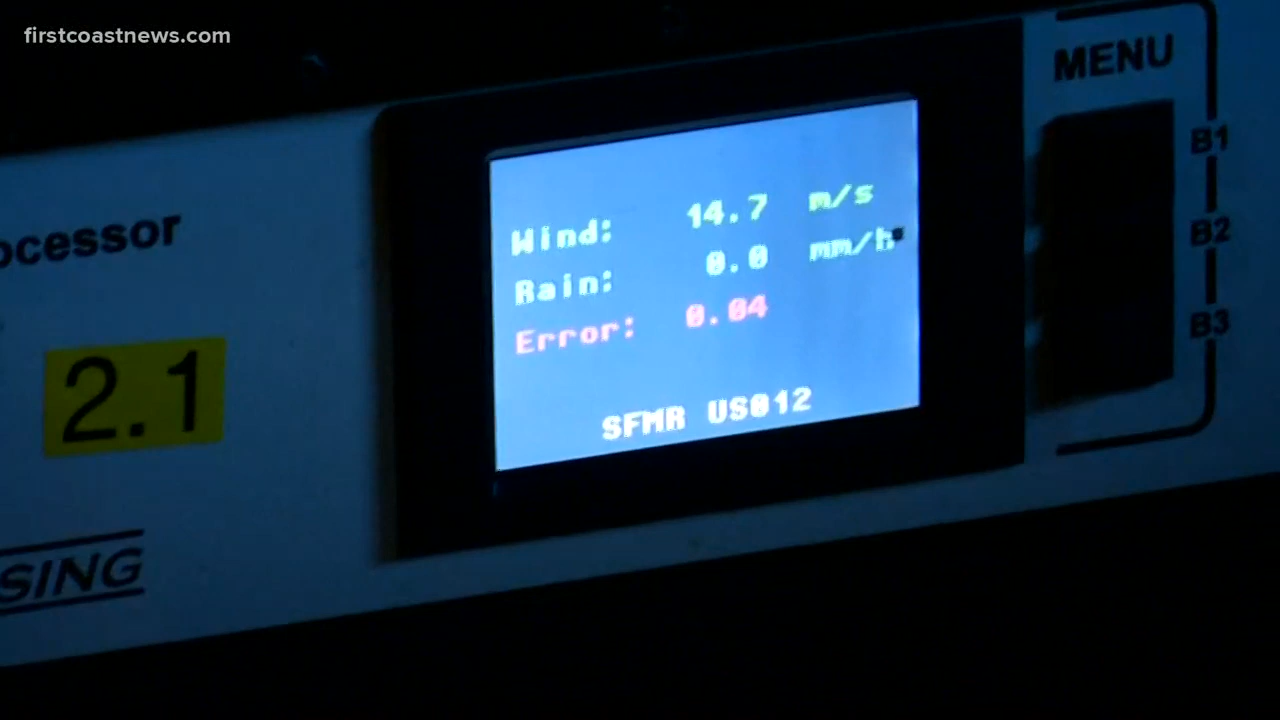 firstcoastnews.com
MENU
B1
B2
B3
ocessor
2.1
SING
Wind: 14.7 m/s
Rain: 0.0 mm/h
Error: 0.04
SFMR US012